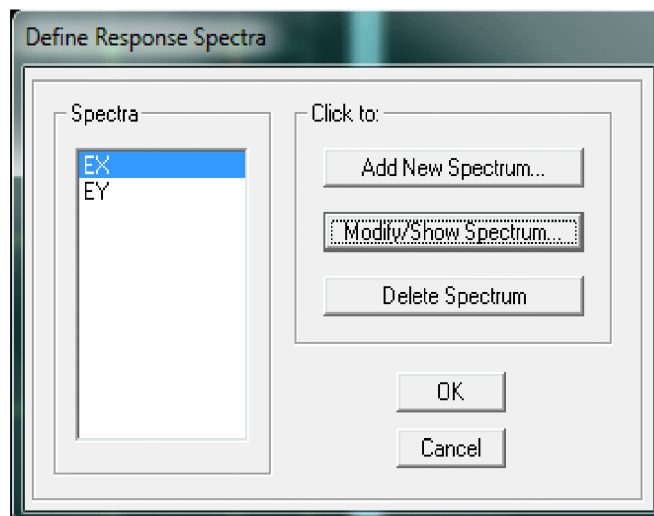 Define Response Spectra
Spectra
EX
EY
Click to:
Add New Spectrum...
Modify/Show Spectrum...
Delete Spectrum
OK
Cancel